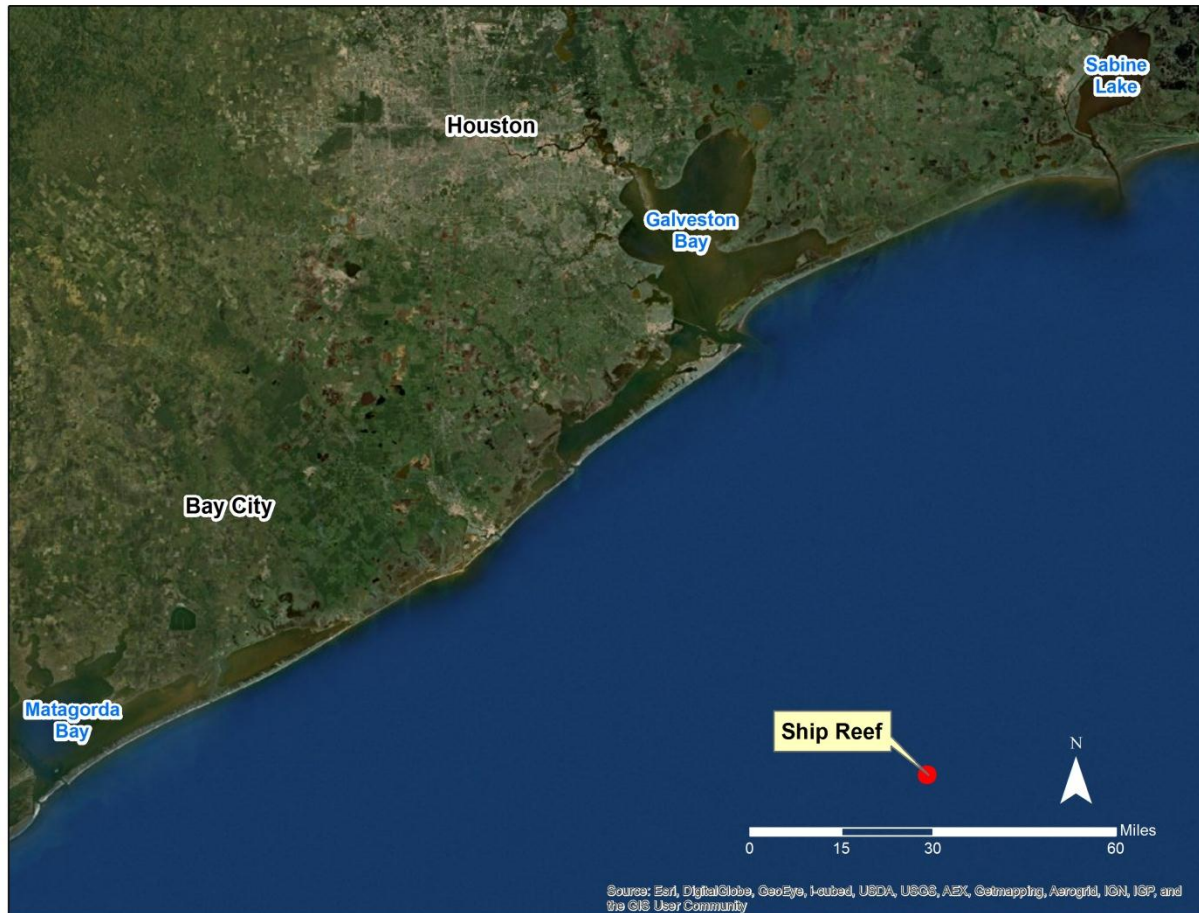 Sabine
Lake
Houston
Galveston
Bay
Bay City
Matagorda
Bay
Ship Reef
N
Miles
0 15 30 60
Source: Esri, DigitalGlobe, GeoEye, i-cubed, USDA, USGS, AEX, Getmapping, Aerogrid, IGN, IGP, and
the GIS User Community